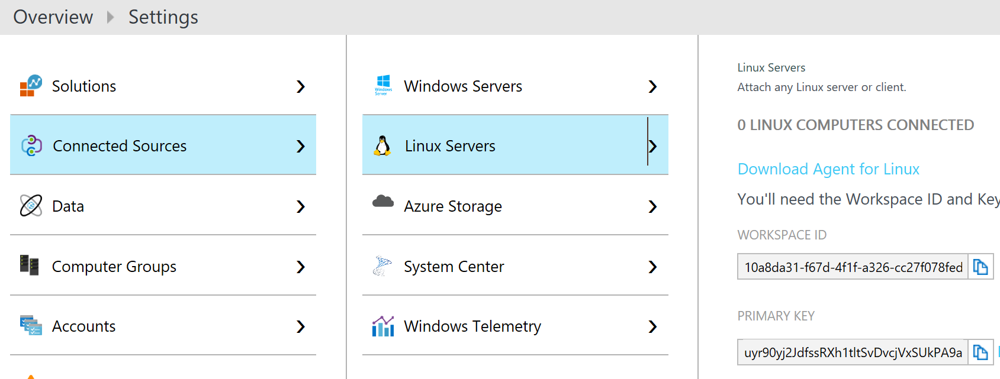 Overview Settings
Solutions
Connected Sources
Data
Computer Groups
Accounts
Windows Server
Windows Servers
Linux Servers
Azure Storage
System Center
Windows Telemetry
Linux Servers
Attach any Linux server or client.
0 LINUX COMPUTERS CONNECTED
Download Agent for Linux
You'll need the Workspace ID and Key
WORKSPACE ID
10a8da31-f67d-4f1f-a326-cc27f078fed
PRIMARY KEY
uyr90yj2JdfssRXh1tltSvDvcjVxSUkPA9a